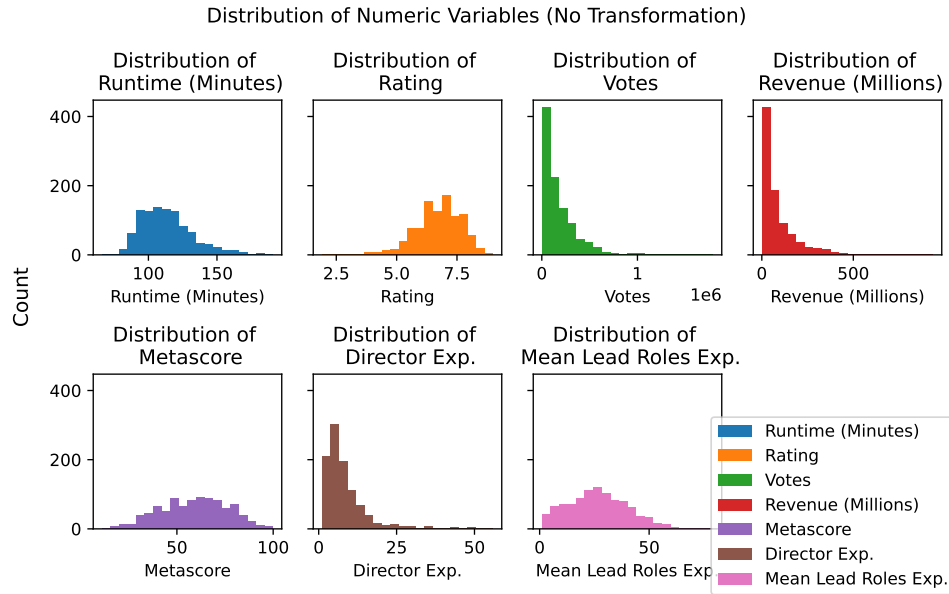 Distribution of Numeric Variables (No Transformation)
Distribution of
Runtime (Minutes)
Distribution of
Rating
Distribution of
Votes
Distribution of
Revenue (Millions)
400
200
0
100 150
Runtime (Minutes)
2.5 5.0 7.5
Rating
0 1
1e6
Votes
0 500
Revenue (Millions)
Count
Distribution of
Metascore
Distribution of
Director Exp.
Distribution of
Mean Lead Roles Exp.
400
200
0
50 100
Metascore
0 25 50
Director Exp.
0 50
Mean Lead Roles Exp.
Runtime (Minutes)
Rating
Votes
Revenue (Millions)
Metascore
Director Exp.
Mean Lead Roles Exp.